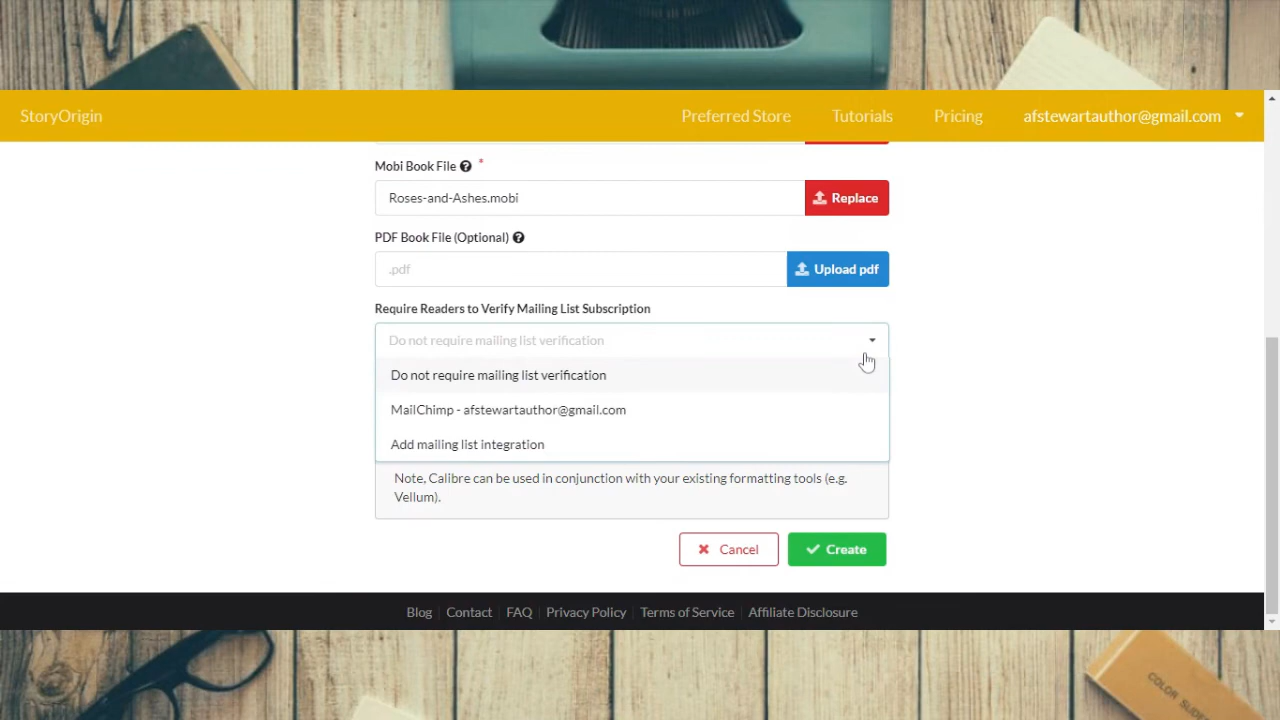 StoryOrigin
Preferred Store
Tutorials
Pricing
afstewartauthor@gmail.com
Mobi Book File
*
Roses-and-Ashes.mobi
Replace
PDF Book File (Optional)
.pdf
Upload pdf
Require Readers to Verify Mailing List Subscription
Do not require mailing list verification
Do not require mailing list verification
MailChimp - afstewartauthor@gmail.com
Add mailing list integration
Note, Calibre can be used in conjunction with your existing formatting tools (e.g.
Vellum).
Cancel
Create
Blog
Contact
FAQ
Privacy Policy
Terms of Service
Affiliate Disclosure